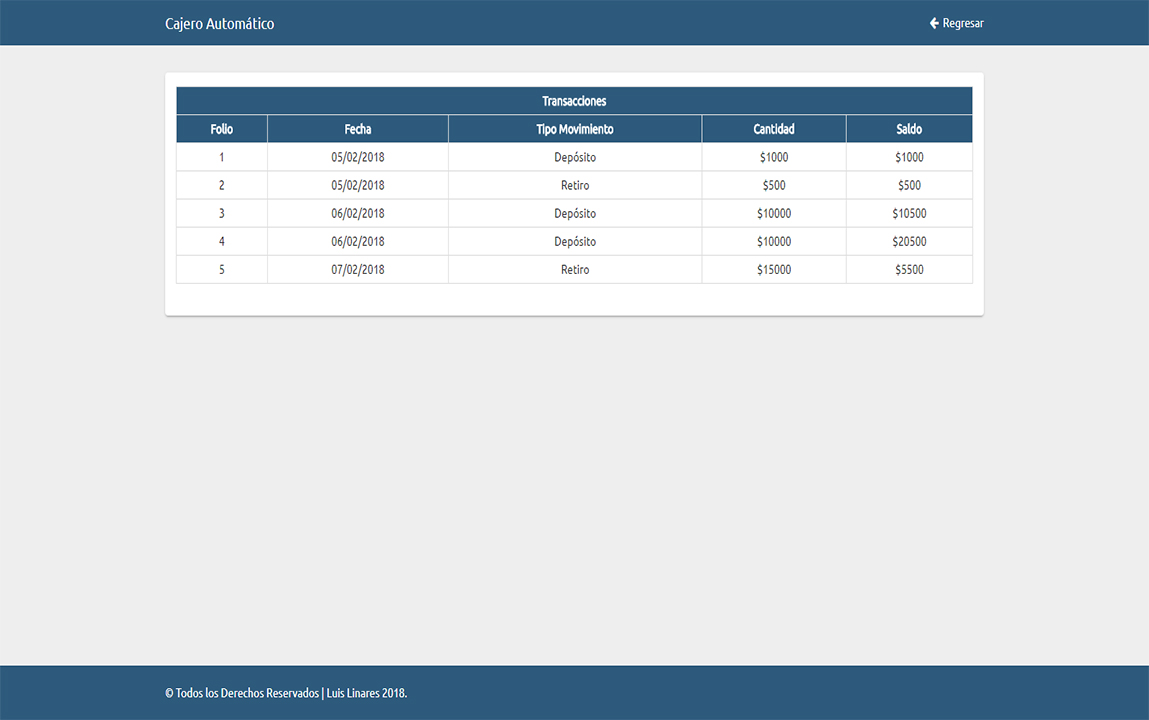 Cajero Automático
Regresar
Transacciones
Folio Fecha Tipo Movimiento Cantidad Saldo
1 05/02/2018 Depósito $1000 $1000
2 05/02/2018 Retiro $500 $500
3 06/02/2018 Depósito $10000 $10500
4 06/02/2018 Depósito $10000 $20500
5 07/02/2018 Retiro $15000 $5500
© Todos los Derechos Reservados | Luis Linares 2018.